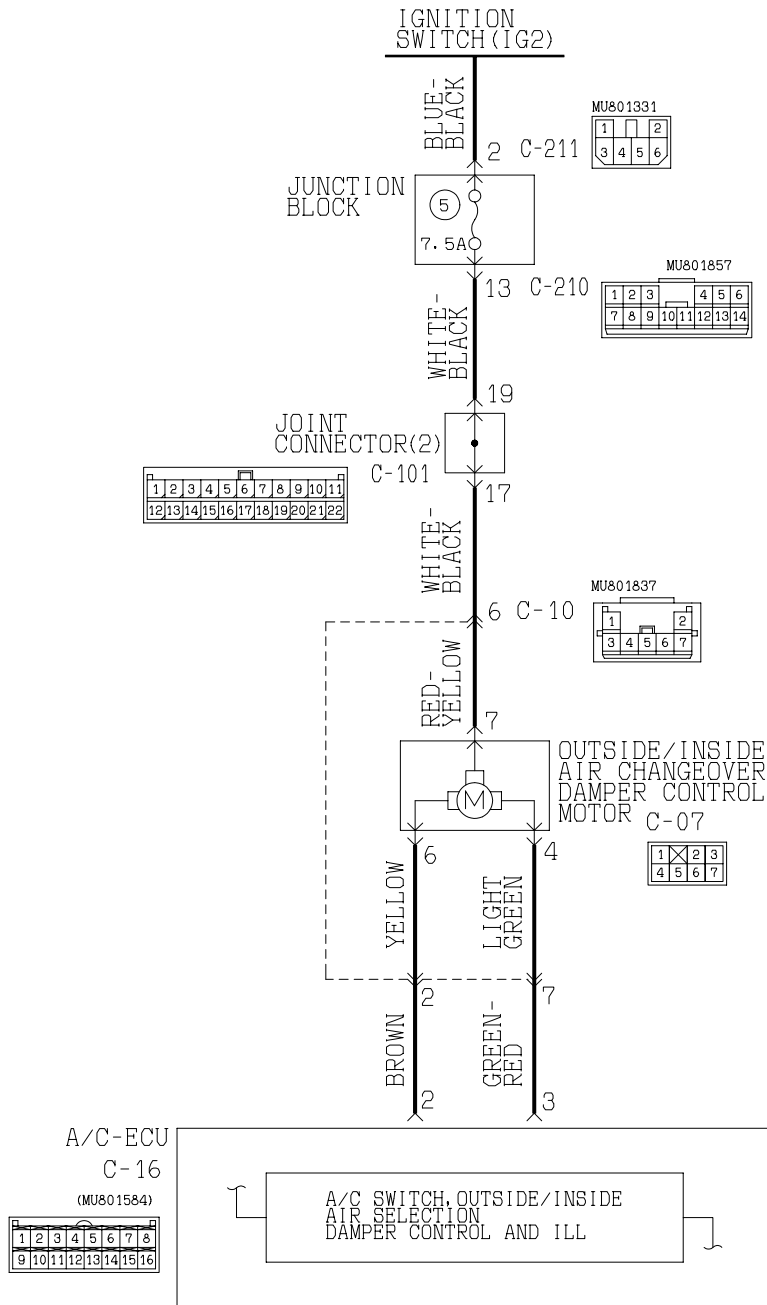 IGNITION
SWITCH(IG2)
BLUE-
BLACK
MU801331
1 2
3 4 5 6
2 C-211
JUNCTION
BLOCK
5
7.5A
13 C-210
MU801857
1 2 3 4 5 6
7 8 9 10 11 12 13 14
WHITE-
BLACK
19
JOINT
CONNECTOR(2)
C-101
1 2 3 4 5 6 7 8 9 10 11
12 13 14 15 16 17 18 19 20 21 22
17
WHITE-
BLACK
MU801837
1 2
3 4 5 6 7
6 C-10
RED-
YELLOW
7
OUTSIDE/INSIDE
AIR CHANGEOVER
DAMPER CONTROL
MOTOR C-07
M
1 2 3
4 5 6 7
6 4
YELLOW
LIGHT
GREEN
2 7
BROWN
GREEN-
RED
2 3
A/C-ECU
C-16
(MU801584)
1 2 3 4 5 6 7 8
9 10 11 12 13 14 15 16
A/C SWITCH,OUTSIDE/INSIDE
AIR SELECTION
DAMPER CONTROL AND ILL